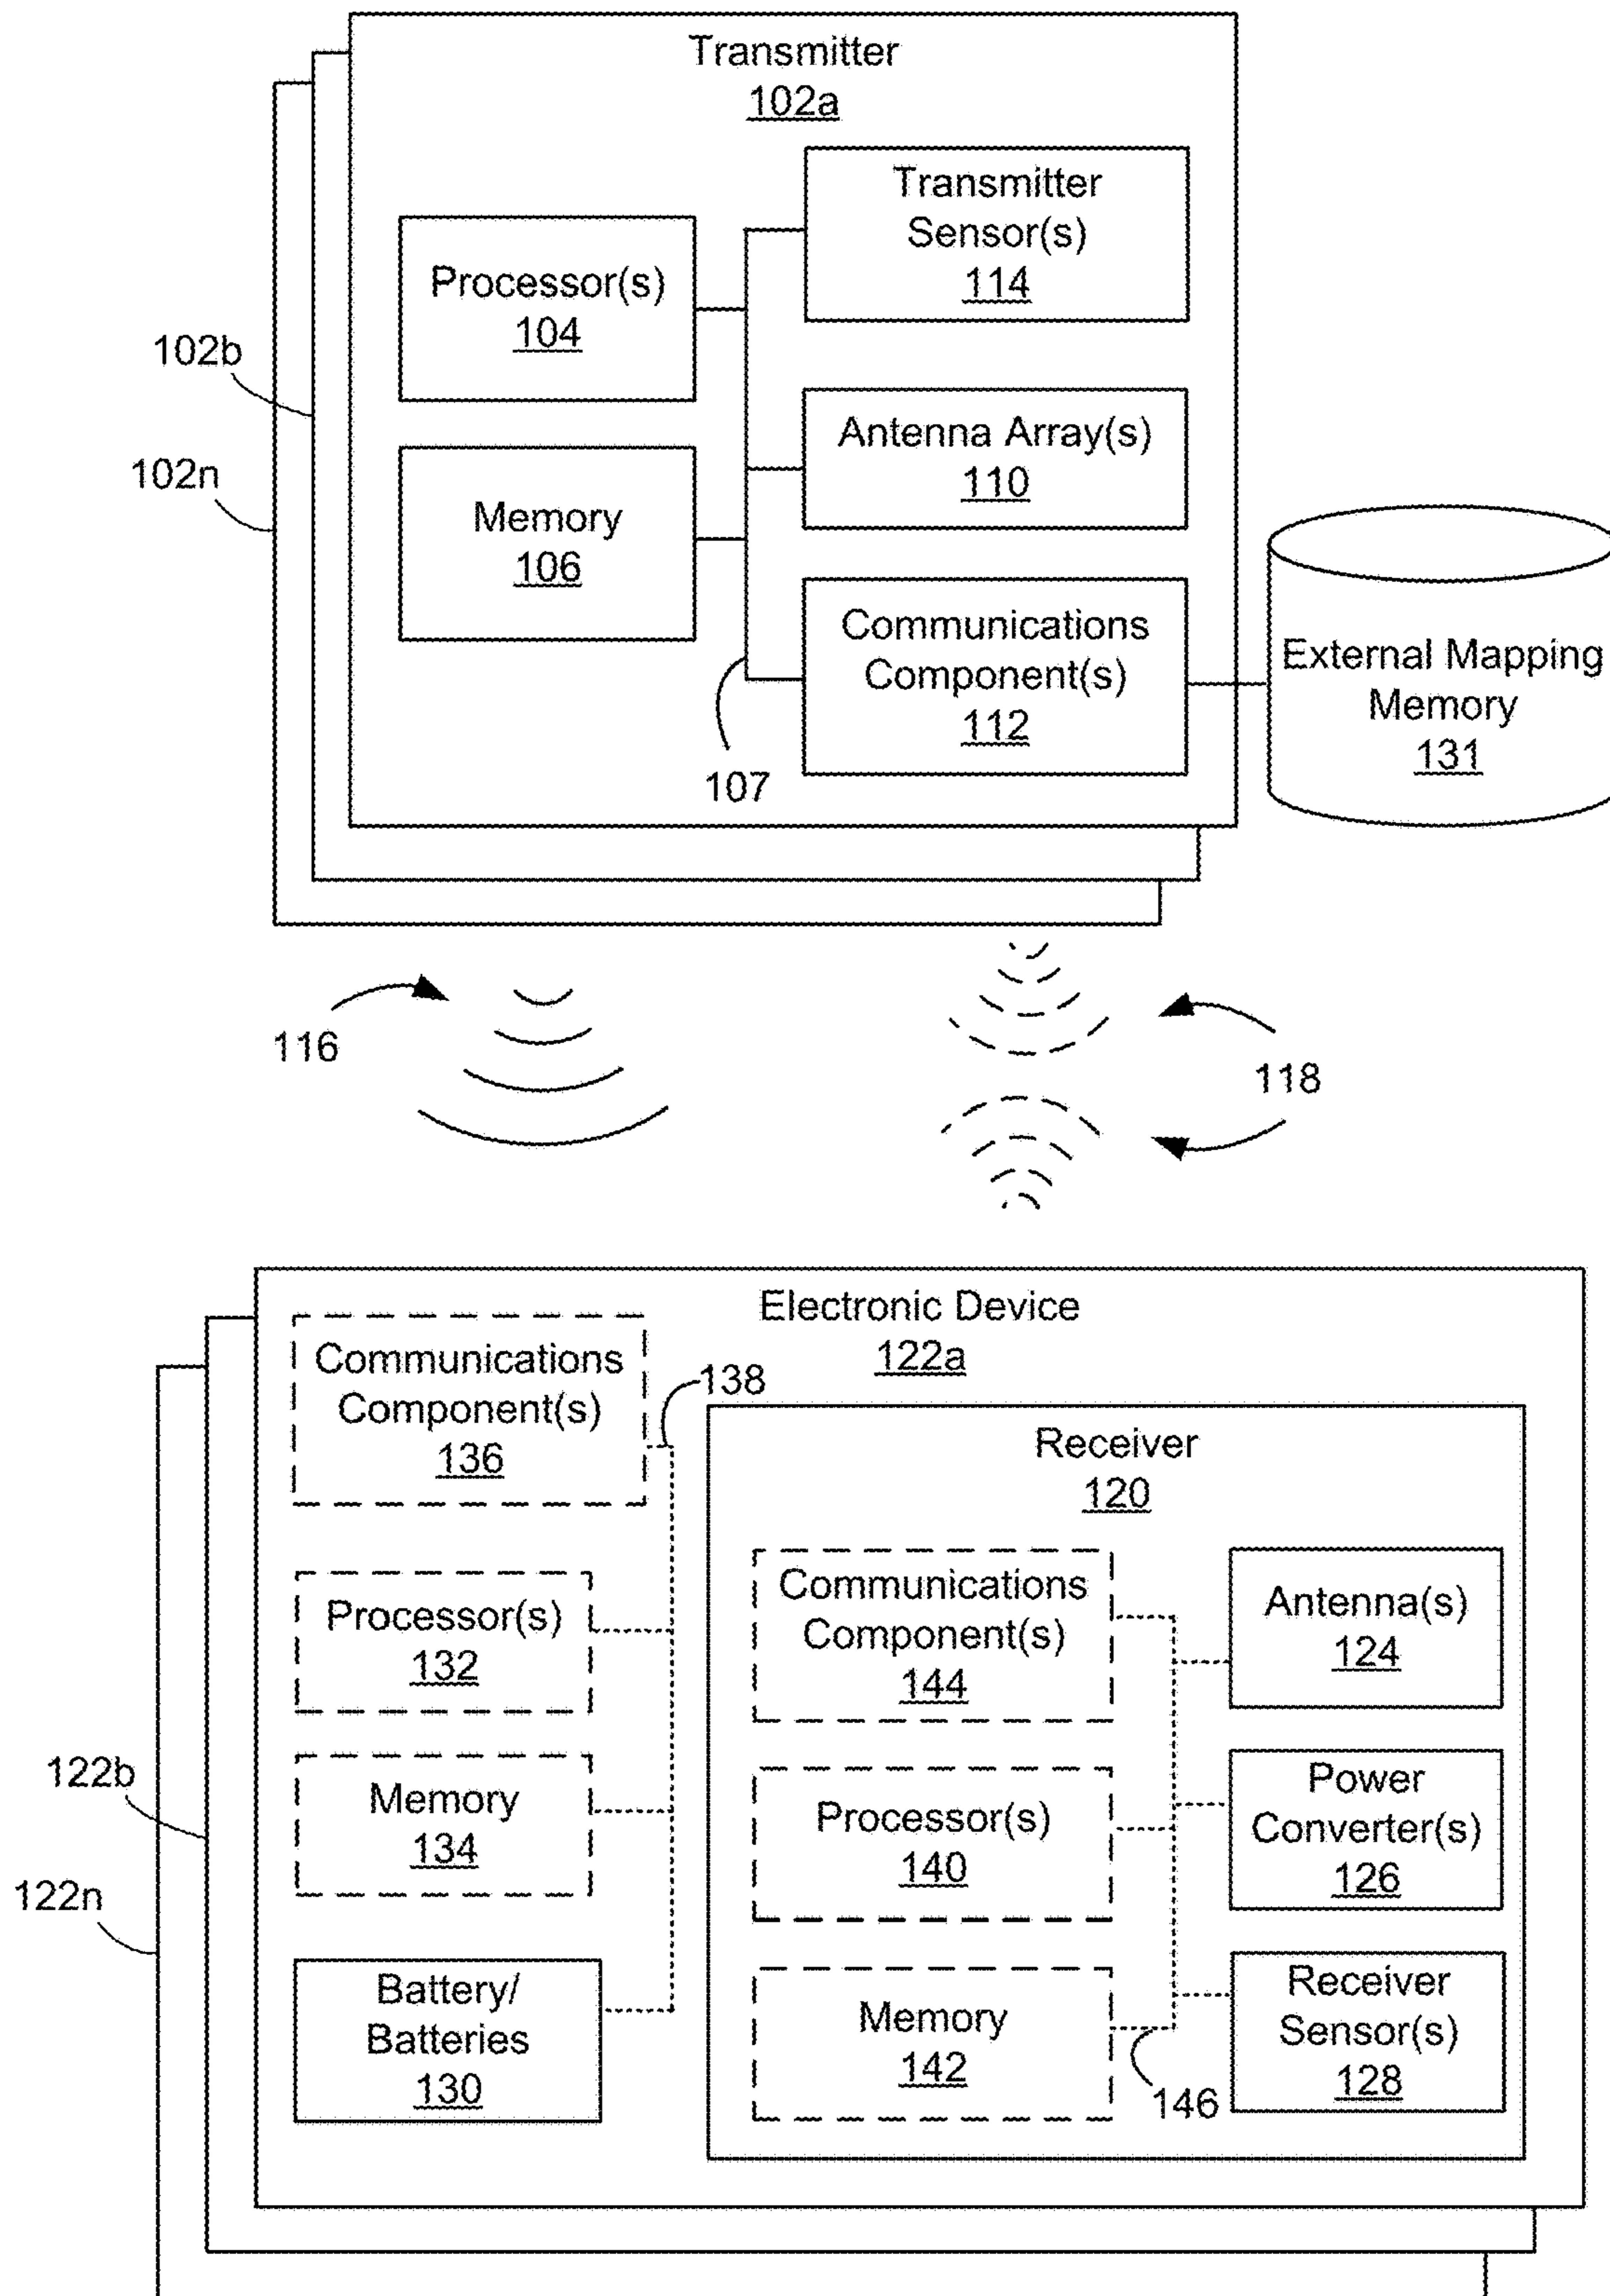 Transmitter
102a
Transmitter
Sensor(s)
114
Processor(s)
104
102b
Antenna Array(s)
110
102n
Memory
106
Communications
Component(s)
112
External Mapping
Memory
131
107
116
118
Electronic Device
122a
Communications
Component(s)
136
138
Receiver
120
Communications
Component(s)
144
Antenna(s)
124
Processor(s)
132
122b
Memory
134
Processor(s)
140
Power
Converter(s)
126
122n
Battery/
Batteries
130
Memory
142
146
Receiver
Sensor(s)
128